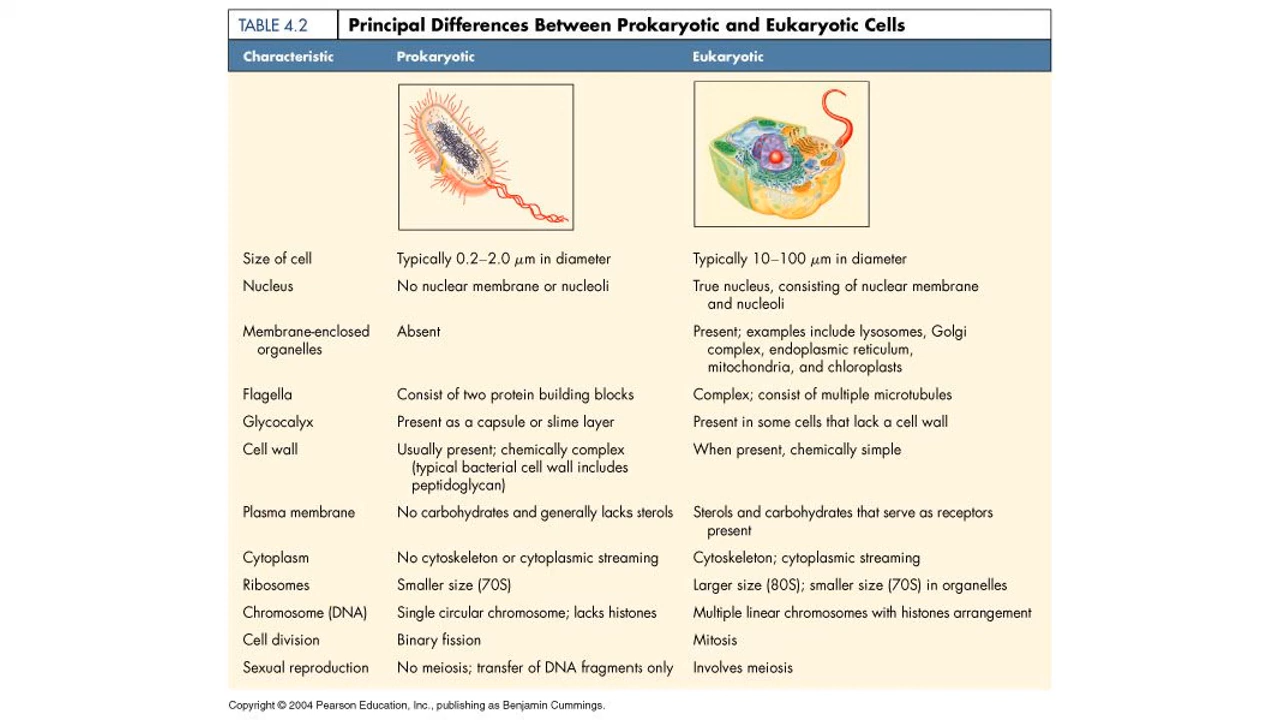 TABLE 4.2 Principal Differences Between Prokaryotic and Eukaryotic Cells
Characteristic Prokaryotic Eukaryotic
Size of cell Typically 0.2–2.0 μm in diameter Typically 10–100 μm in diameter
Nucleus No nuclear membrane or nucleoli True nucleus, consisting of nuclear membrane
and nucleoli
Membrane-enclosed Absent Present; examples include lysosomes, Golgi
organelles complex, endoplasmic reticulum,
mitochondria, and chloroplasts
Flagella Consist of two protein building blocks Complex; consist of multiple microtubules
Glycocalyx Present as a capsule or slime layer Present in some cells that lack a cell wall
Cell wall Usually present; chemically complex When present, chemically simple
(typical bacterial cell wall includes
peptidoglycan)
Plasma membrane No carbohydrates and generally lacks sterols Sterols and carbohydrates that serve as receptors
present
Cytoplasm No cytoskeleton or cytoplasmic streaming Cytoskeleton; cytoplasmic streaming
Ribosomes Smaller size (70S) Larger size (80S); smaller size (70S) in organelles
Chromosome (DNA) Single circular chromosome; lacks histones Multiple linear chromosomes with histones arrangement
Cell division Binary fission Mitosis
Sexual reproduction No meiosis; transfer of DNA fragments only Involves meiosis
Copyright © 2004 Pearson Education, Inc., publishing as Benjamin Cummings.